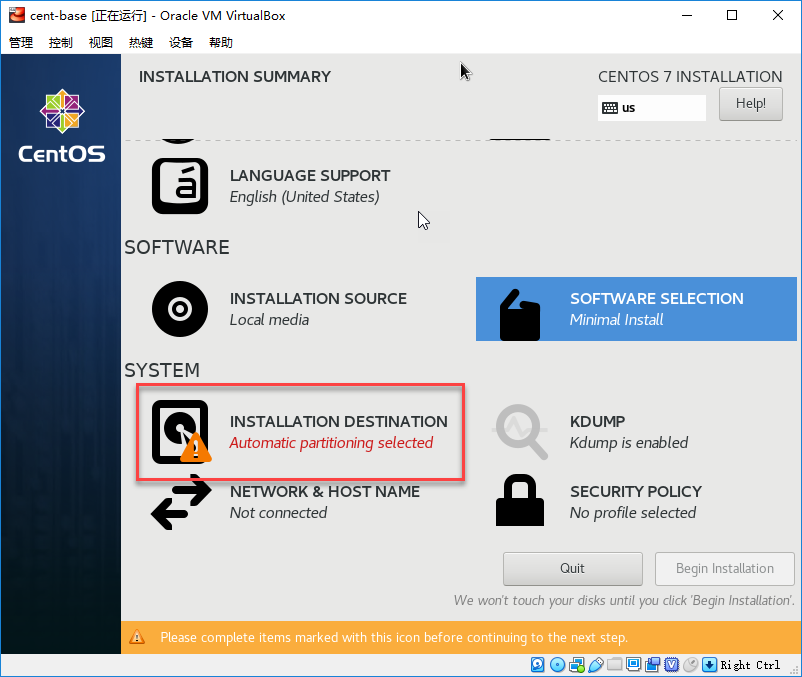 cent-base [正在运行] - Oracle VM VirtualBox
管理 控制 视图 热键 设备 帮助
INSTALLATION SUMMARY
CENTOS 7 INSTALLATION
us
Help!
CentOS
LANGUAGE SUPPORT
English (United States)
SOFTWARE
INSTALLATION SOURCE
Local media
SOFTWARE SELECTION
Minimal Install
SYSTEM
INSTALLATION DESTINATION
Automatic partitioning selected
KDUMP
Kdump is enabled
NETWORK & HOST NAME
Not connected
SECURITY POLICY
No profile selected
Quit
Begin Installation
We won't touch your disks until you click 'Begin Installation'.
Please complete items marked with this icon before continuing to the next step.
Right Ctrl